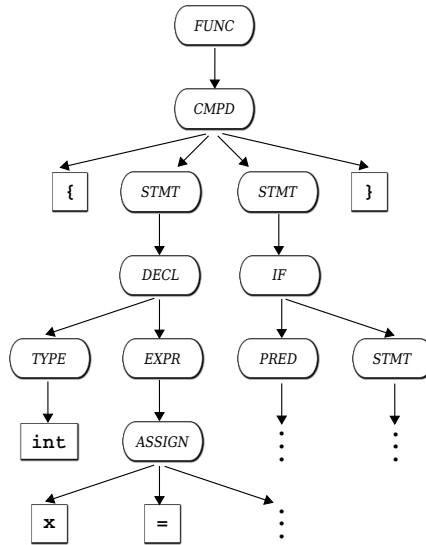 FUNC
CMPD
{ STMT STMT }
DECL IF
TYPE EXPR PRED STMT
int ASSIGN
x =